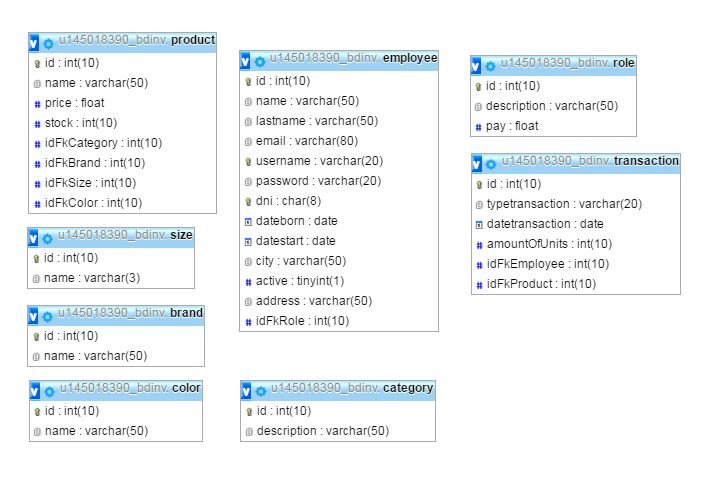 u145018390_bdinv. product
id : int(10)
name : varchar(50)
price : float
stock : int(10)
idFkCategory : int(10)
idFkBrand : int(10)
idFkSize : int(10)
idFkColor : int(10)
u145018390_bdinv. size
id : int(10)
name : varchar(3)
u145018390_bdinv. brand
id : int(10)
name : varchar(50)
u145018390_bdinv. color
id : int(10)
name : varchar(50)
u145018390_bdinv. employee
id : int(10)
name : varchar(50)
lastname : varchar(50)
email : varchar(80)
username : varchar(20)
password : varchar(20)
dni : char(8)
dateborn : date
datestart : date
city : varchar(50)
active : tinyint(1)
address : varchar(50)
idFkRole : int(10)
u145018390_bdinv. category
id : int(10)
description : varchar(50)
u145018390_bdinv. role
id : int(10)
description : varchar(50)
pay : float
u145018390_bdinv. transaction
id : int(10)
typetransaction : varchar(20)
datetransaction : date
amountOfUnits : int(10)
idFkEmployee : int(10)
idFkProduct : int(10)